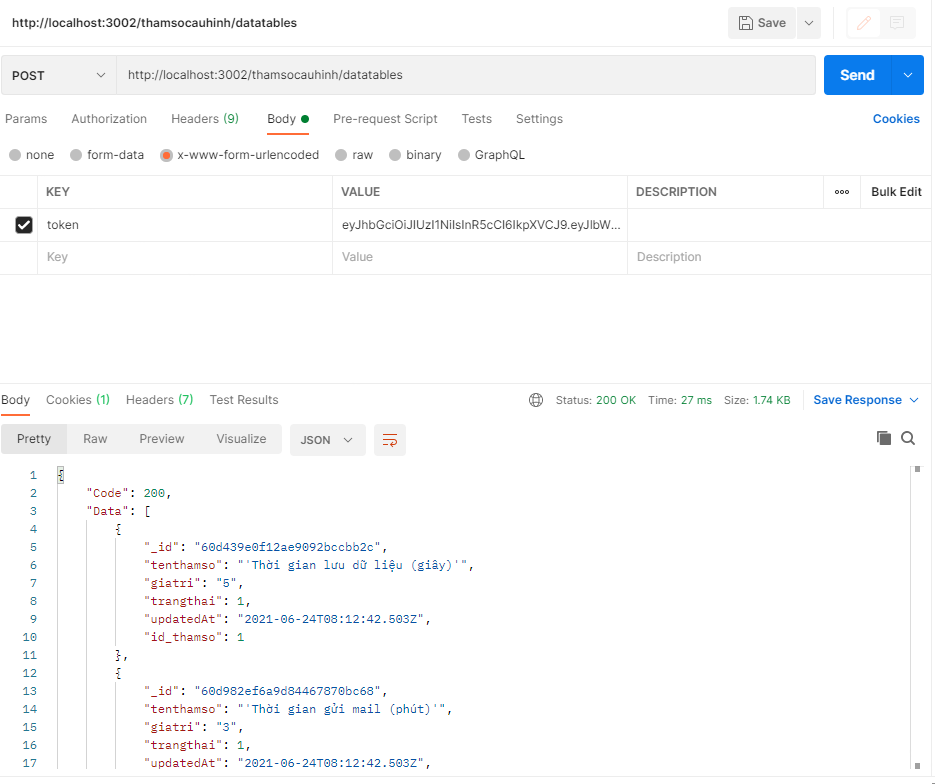 http://localhost:3002/thamsocauhinh/datatables Save
POST http://localhost:3002/thamsocauhinh/datatables Send
Params Authorization Headers (9) Body Pre-request Script Tests Settings Cookies
none form-data x-www-form-urlencoded raw binary GraphQL
KEY VALUE DESCRIPTION ooo Bulk Edit
token eyJhbGciOiJIUzI1NiIsInR5cCI6IkpXVCJ9.eyJlbW...
Key Value Description
Body Cookies (1) Headers (7) Test Results Status: 200 OK Time: 27 ms Size: 1.74 KB Save Response
Pretty Raw Preview Visualize JSON
1 {
2 "Code": 200,
3 "Data": [
4 {
5 "_id": "60d439e0f12ae9092bccbb2c",
6 "tenthamso": "'Thời gian lưu dữ liệu (giây)'",
7 "giatri": "5",
8 "trangthai": 1,
9 "updatedAt": "2021-06-24T08:12:42.503Z",
10 "id_thamso": 1
11 },
12 {
13 "_id": "60d982ef6a9d84467870bc68",
14 "tenthamso": "'Thời gian gửi mail (phút)'",
15 "giatri": "3",
16 "trangthai": 1,
17 "updatedAt": "2021-06-24T08:12:42.503Z",